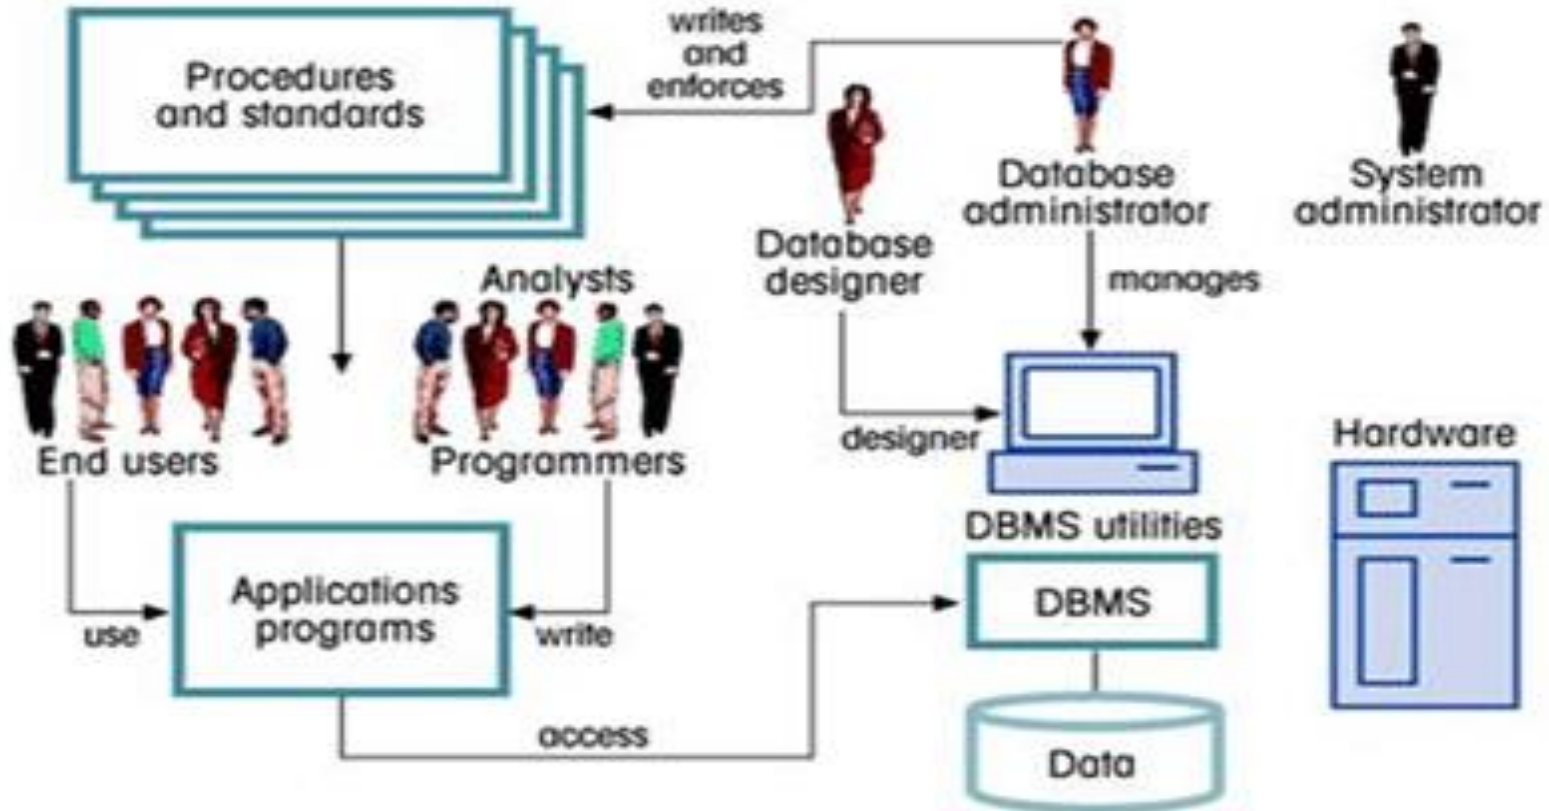 writes
and
enforces
Procedures
and standards
Database
administrator
System
administrator
Database
designer
manages
Analysts
End users
Programmers
designer
Hardware
DBMS utilities
Applications
programs
use
write
DBMS
access
Data